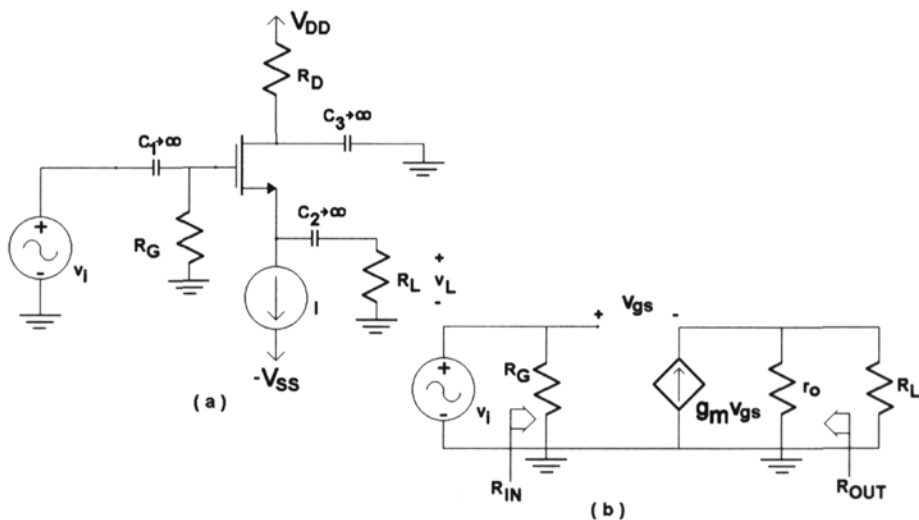 VDD
RD
C3→∞
C1→∞
C2→∞
+
-
vi
RG
RL
+
vL
-
I
-VSS
( a )
+ vgs -
+
-
vi
RG
gmvgs
ro
RL
RIN
ROUT
( b )